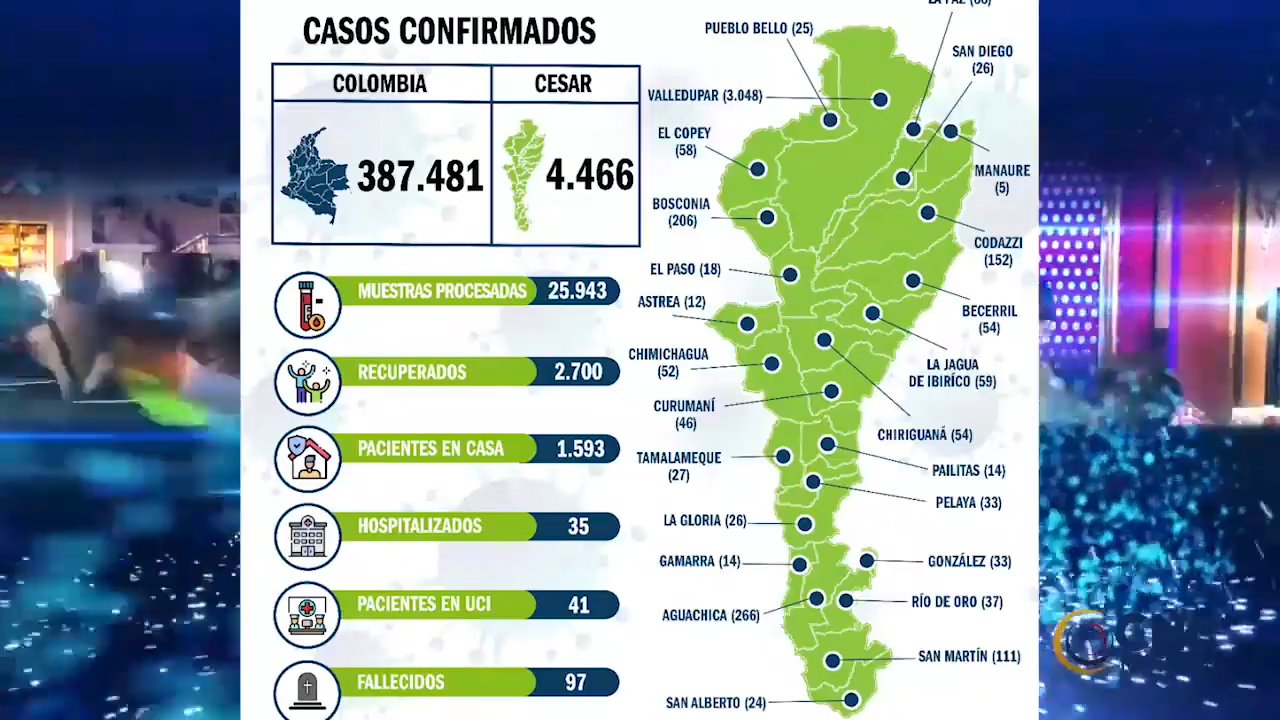 CASOS CONFIRMADOS
COLOMBIA
CESAR
387.481
4.466
MUESTRAS PROCESADAS 25.943
RECUPERADOS 2.700
PACIENTES EN CASA 1.593
HOSPITALIZADOS 35
PACIENTES EN UCI 41
FALLECIDOS 97
PUEBLO BELLO (25)
SAN DIEGO
(26)
VALLEDUPAR (3.048)
EL COPEY
(58)
MANAURE
(5)
BOSCONIA
(206)
CODAZZI
(152)
EL PASO (18)
ASTREA (12)
BECERRIL
(54)
CHIMICHAGUA
(52)
LA JAGUA
DE IBIRÍCO (59)
CURUMANÍ
(46)
CHIRIGUANÁ (54)
TAMALAMEQUE
(27)
PAILITAS (14)
PELAYA (33)
LA GLORIA (26)
GAMARRA (14)
GONZÁLEZ (33)
AGUACHICA (266)
RÍO DE ORO (37)
SAN MARTÍN (111)
SAN ALBERTO (24)